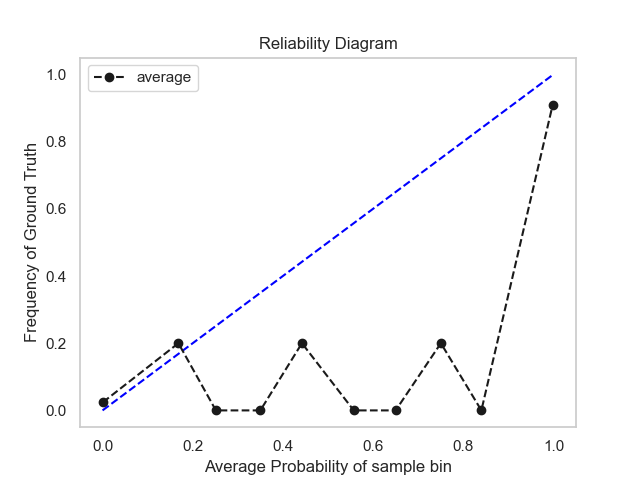 Reliability Diagram
average
1.0
0.8
0.6
0.4
0.2
0.0
Frequency of Ground Truth
0.0 0.2 0.4 0.6 0.8 1.0
Average Probability of sample bin